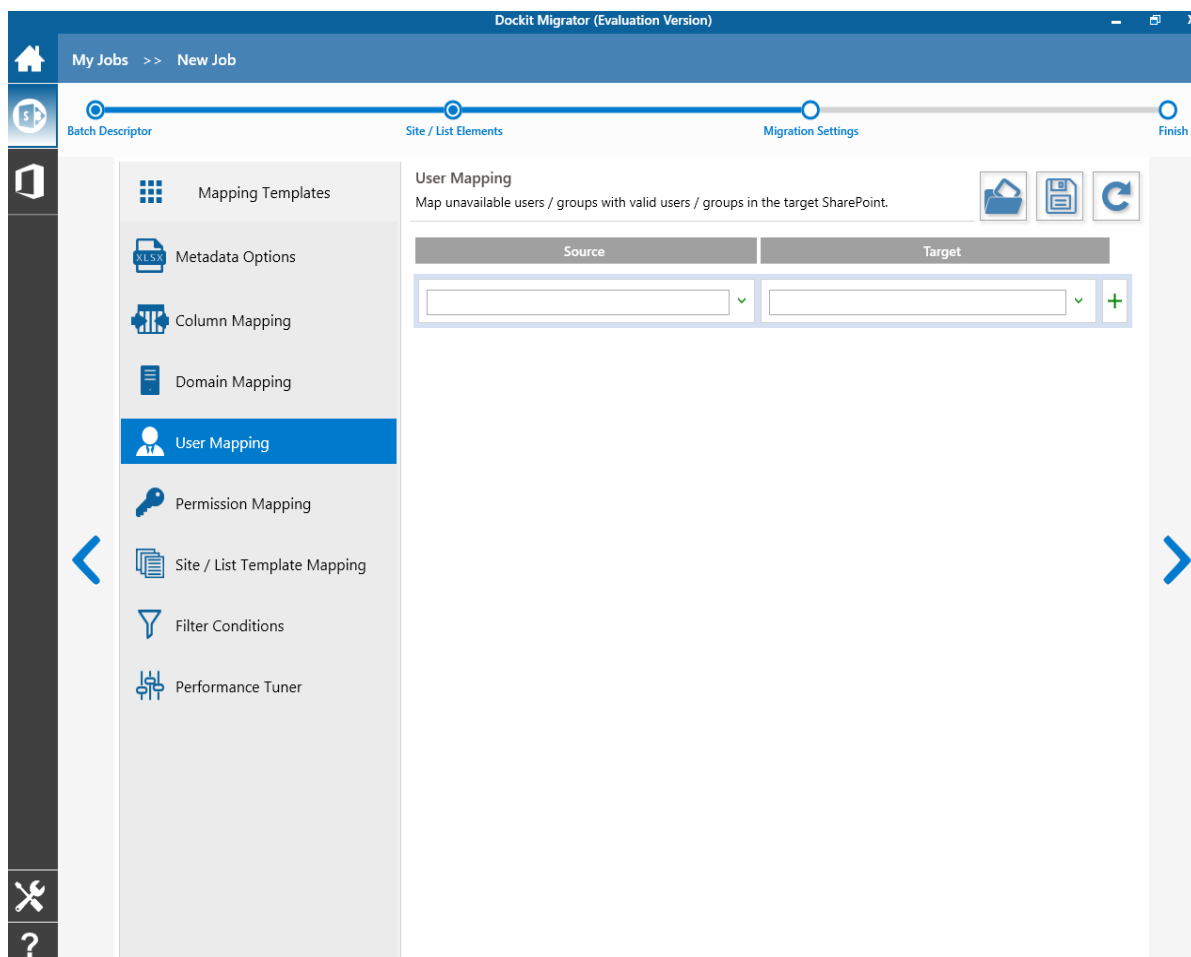 Dockit Migrator (Evaluation Version)
My Jobs >> New Job
Batch Descriptor
Site / List Elements
Migration Settings
Finish
Mapping Templates
XLSX
Metadata Options
Column Mapping
Domain Mapping
User Mapping
Permission Mapping
Site / List Template Mapping
Filter Conditions
Performance Tuner
User Mapping
Map unavailable users / groups with valid users / groups in the target SharePoint.
Source
Target